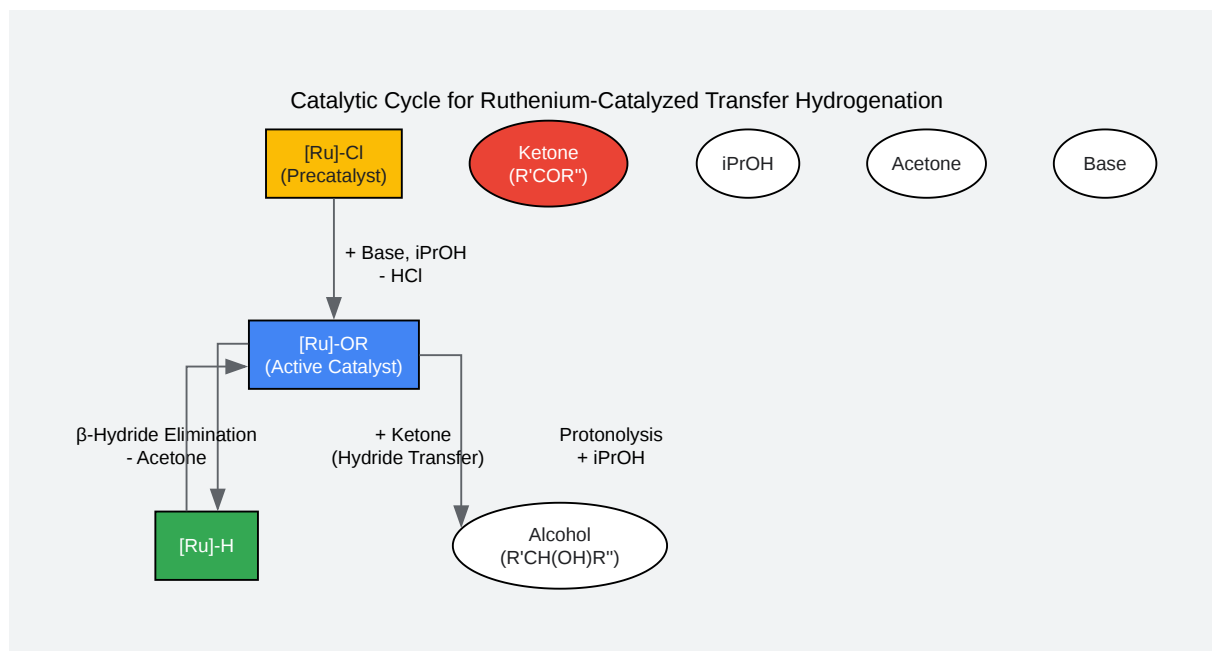 Catalytic Cycle for Ruthenium-Catalyzed Transfer Hydrogenation
[Ru]-Cl
(Precatalyst)
Ketone
(R'COR")
iPrOH
Acetone
Base
+ Base, iPrOH
- HCl
[Ru]-OR
(Active Catalyst)
β-Hydride Elimination
- Acetone
+ Ketone
(Hydride Transfer)
Protonolysis
+ iPrOH
[Ru]-H
Alcohol
(R'CH(OH)R")